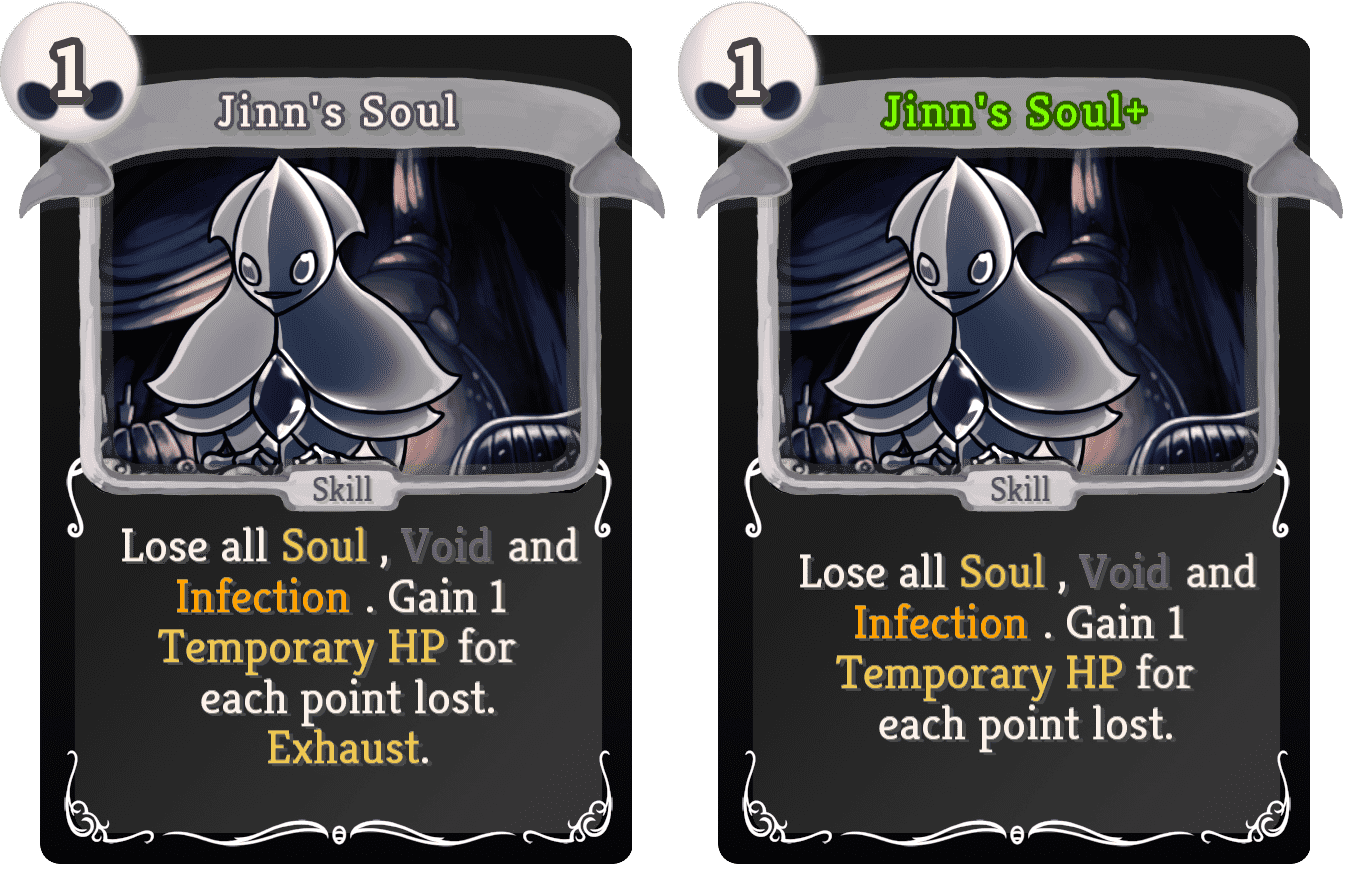 1
Jinn's Soul
Skill
Lose all Soul , Void and
Infection . Gain 1
Temporary HP for
each point lost.
Exhaust.
1
Jinn's Soul+
Skill
Lose all Soul , Void and
Infection . Gain 1
Temporary HP for
each point lost.